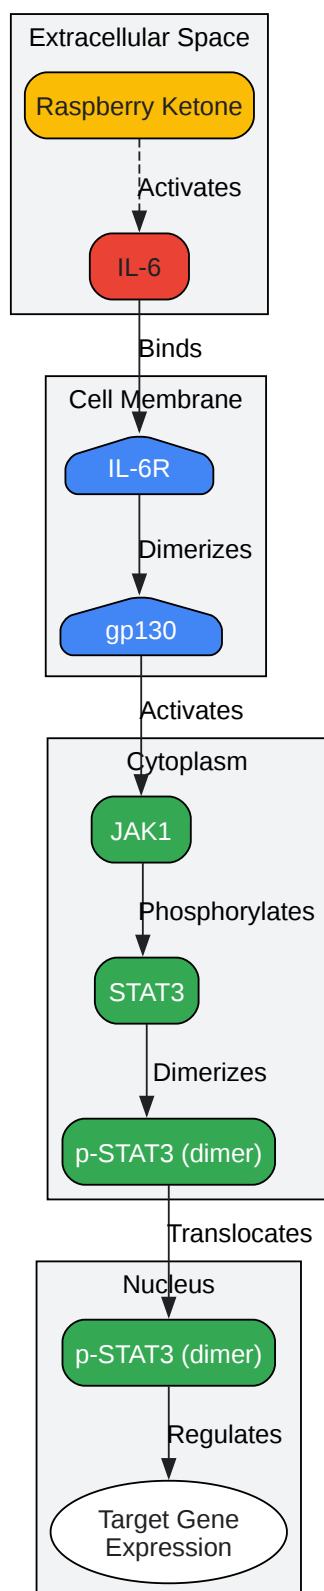 Extracellular Space
Raspberry Ketone
Activates
IL-6
Binds
Cell Membrane
IL-6R
Dimerizes
gp130
Activates
Cytoplasm
JAK1
Phosphorylates
STAT3
Dimerizes
p-STAT3 (dimer)
Translocates
Nucleus
p-STAT3 (dimer)
Regulates
Target Gene
Expression